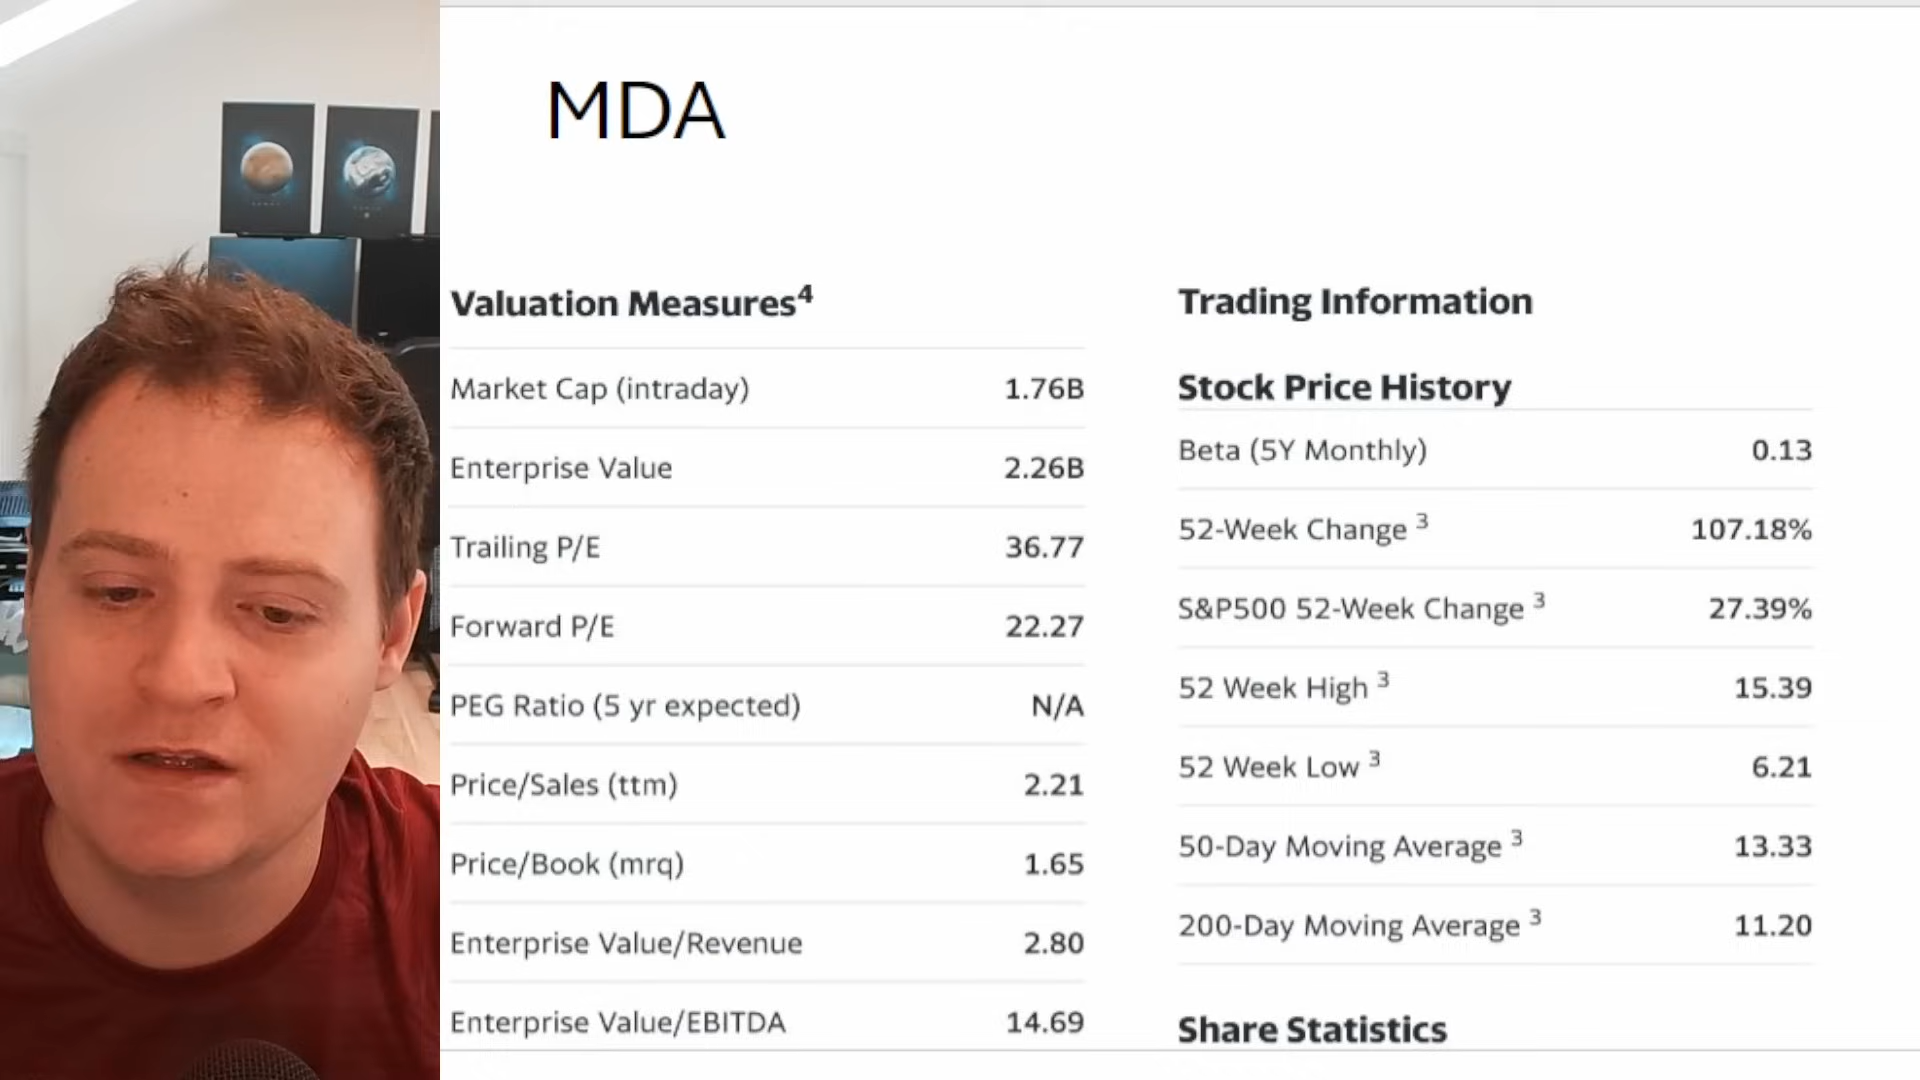 MDA
Valuation Measures⁴
Market Cap (intraday) 1.76B
Enterprise Value 2.26B
Trailing P/E 36.77
Forward P/E 22.27
PEG Ratio (5 yr expected) N/A
Price/Sales (ttm) 2.21
Price/Book (mrq) 1.65
Enterprise Value/Revenue 2.80
Enterprise Value/EBITDA 14.69
Trading Information
Stock Price History
Beta (5Y Monthly) 0.13
52-Week Change ³ 107.18%
S&P500 52-Week Change ³ 27.39%
52 Week High ³ 15.39
52 Week Low ³ 6.21
50-Day Moving Average ³ 13.33
200-Day Moving Average ³ 11.20
Share Statistics